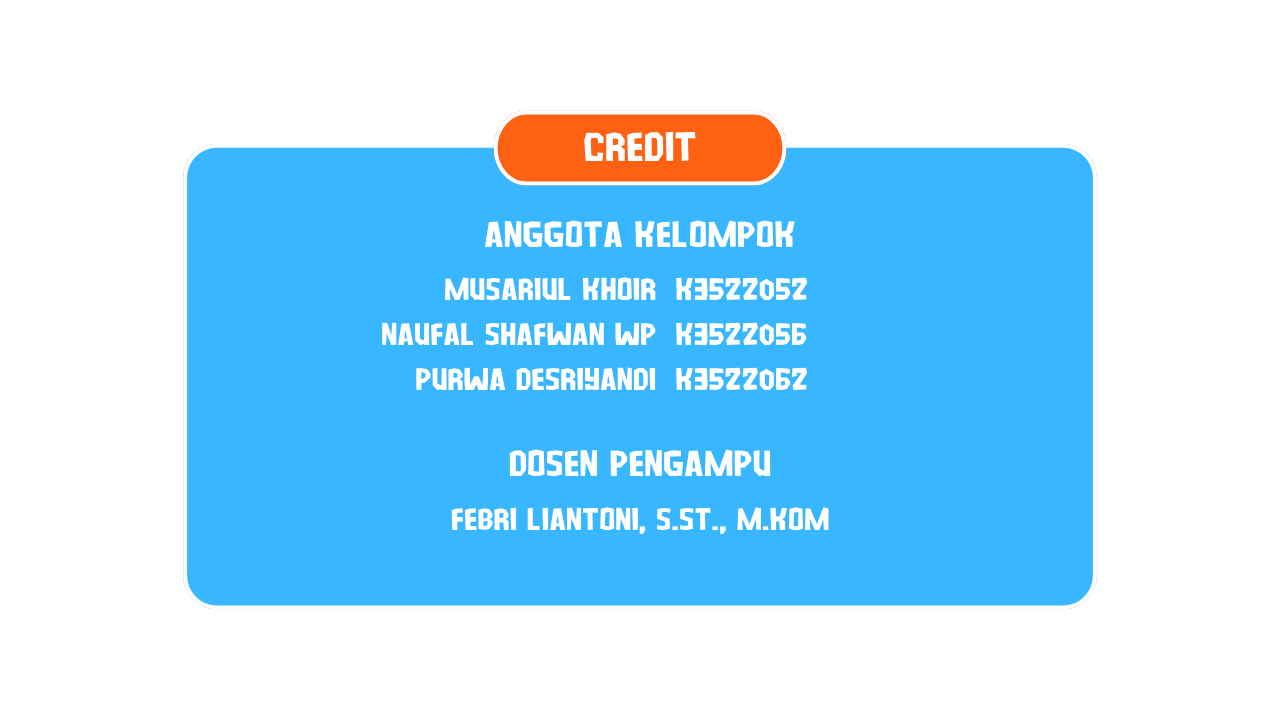 CREDIT
ANGGOTA KELOMPOK
MUSARIUL KHOIR K3522052
NAUFAL SHAFWAN WP K3522056
PURWA DESRIYANDI K3522062
DOSEN PENGAMPU
FEBRI LIANTONI, S.ST., M.KOM